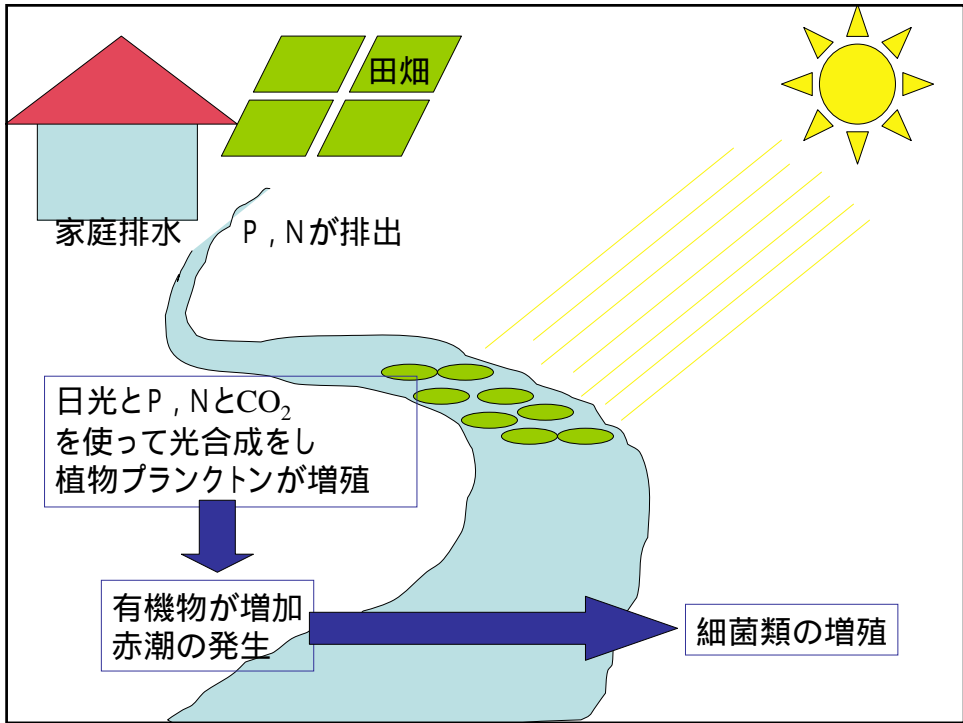 田畑
家庭排水
P,Nが排出
日光とP,NとCO₂
を使って光合成をし
植物プランクトンが増殖
有機物が増加
赤潮の発生
細菌類の増殖